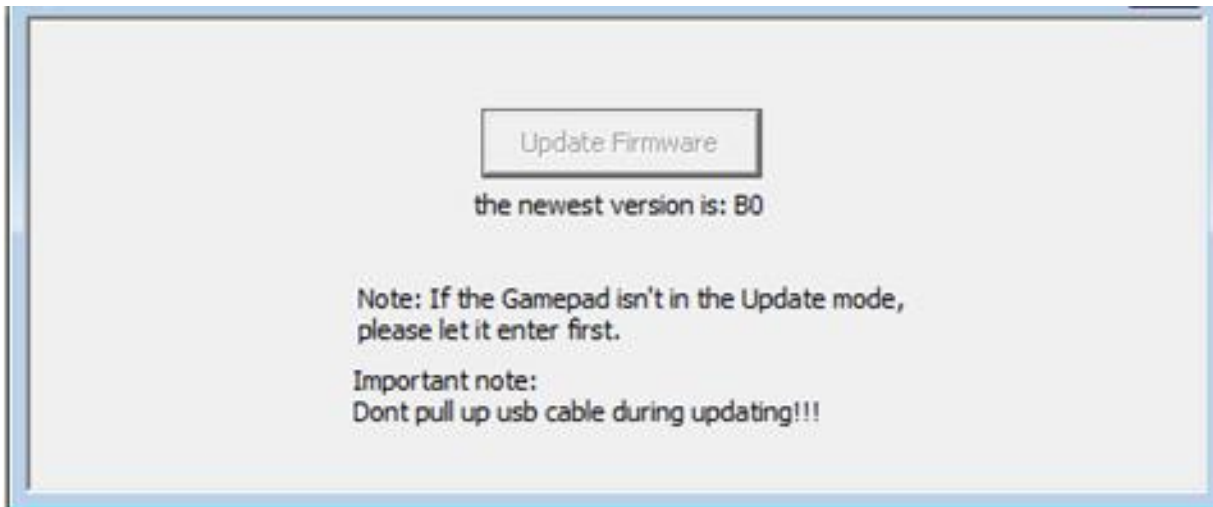 Update Firmware
the newest version is: B0
Note: If the Gamepad isn't in the Update mode,
please let it enter first.
Important note:
Dont pull up usb cable during updating!!!